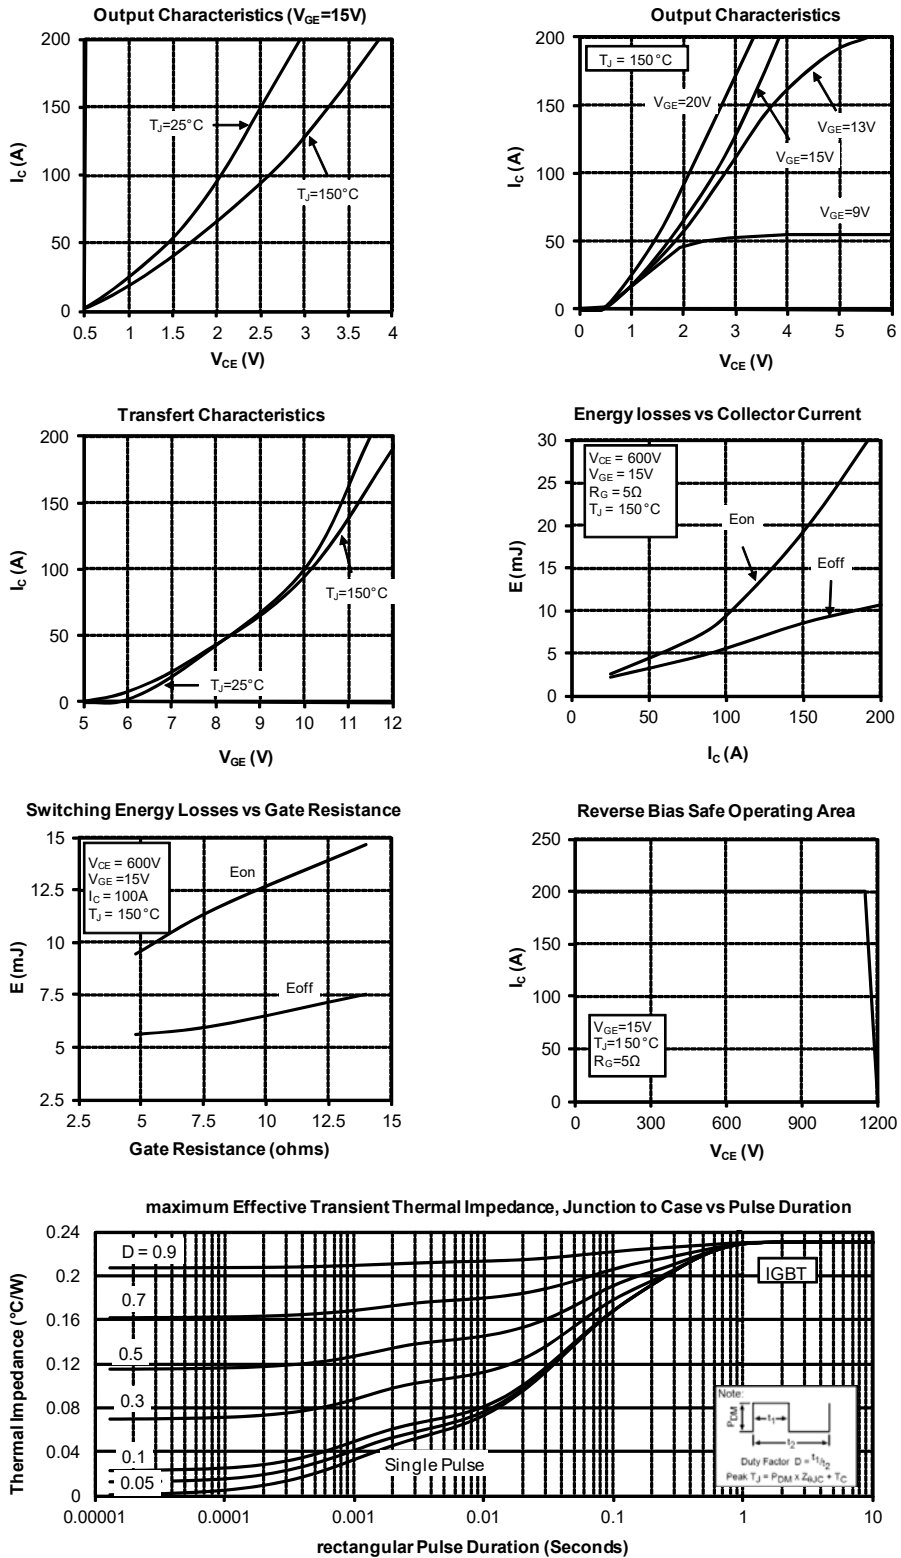 Output Characteristics (VGE=15V)
200
150
100
50
0
0.5 1 1.5 2 2.5 3 3.5 4
IC (A)
VCE (V)
TJ=25°C
TJ=150°C
Output Characteristics
TJ = 150°C
200
150
100
50
0
0 1 2 3 4 5 6
IC (A)
VCE (V)
VGE=20V
VGE=13V
VGE=15V
VGE=9V
Transfert Characteristics
200
150
100
50
0
5 6 7 8 9 10 11 12
IC (A)
VGE (V)
TJ=150°C
TJ=25°C
Energy losses vs Collector Current
VCE = 600V
VGE = 15V
RG = 5Ω
TJ = 150°C
30
25
20
15
10
5
0
0 50 100 150 200
E (mJ)
IC (A)
Eon
Eoff
Switching Energy Losses vs Gate Resistance
VCE = 600V
VGE =15V
IC = 100A
TJ = 150°C
15
12.5
10
7.5
5
2.5
2.5 5 7.5 10 12.5 15
E (mJ)
Gate Resistance (ohms)
Eon
Eoff
Reverse Bias Safe Operating Area
250
200
150
100
50
0
0 300 600 900 1200
IC (A)
VCE (V)
VGE=15V
TJ=150°C
RG=5Ω
maximum Effective Transient Thermal Impedance, Junction to Case vs Pulse Duration
0.24
0.2
0.16
0.12
0.08
0.04
0
0.00001 0.0001 0.001 0.01 0.1 1 10
Thermal Impedance (°C/W)
rectangular Pulse Duration (Seconds)
D = 0.9
0.7
0.5
0.3
0.1
0.05
Single Pulse
IGBT
Note:
PDM
t1
t2
Duty Factor D = t1/t2
Peak TJ = PDM x ZθJC + TC